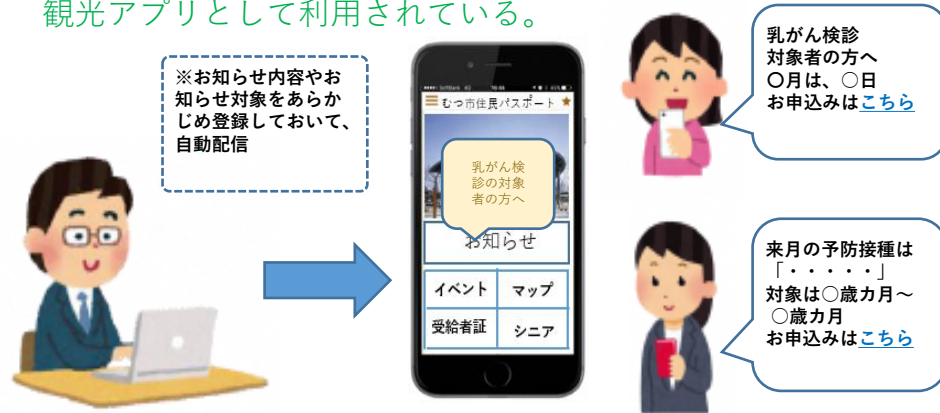 観光アプリとして利用されている。
※お知らせ内容やお
知らせ対象をあらか
じめ登録しておいて、
自動配信
むつ市住民パスポート
乳がん検
診の対象
者の方へ
お知らせ
イベント
マップ
受給者証
シニア
乳がん検診
対象者の方へ
〇月は、○日
お申込みはこちら
来月の予防接種は
「・・・・・」
対象は○歳カ月～
○歳カ月
お申込みはこちら